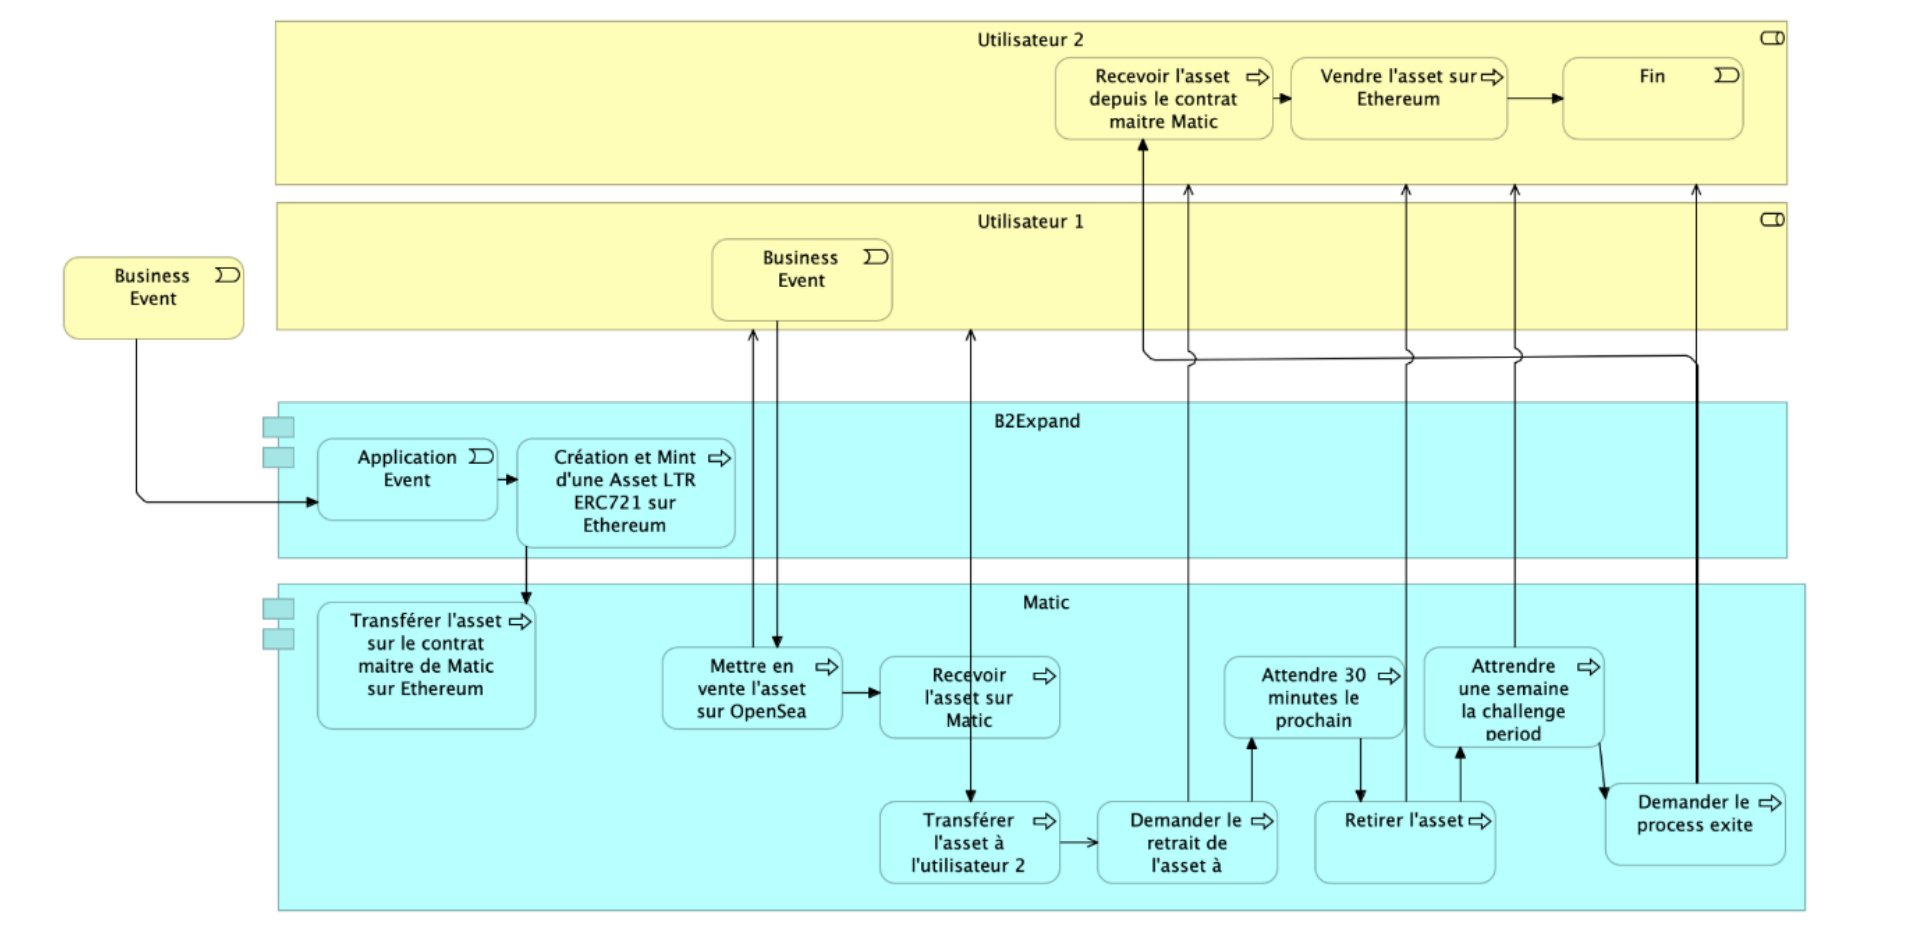 Utilisateur 2
Recevoir l'asset
depuis le contrat
maitre Matic
Vendre l'asset sur
Ethereum
Fin
Utilisateur 1
Business
Event
Business
Event
B2Expand
Application
Event
Création et Mint
d'une Asset LTR
ERC721 sur
Ethereum
Matic
Transférer l'asset
sur le contrat
maitre de Matic
sur Ethereum
Mettre en
vente l'asset
sur OpenSea
Recevoir
l'asset sur
Matic
Attendre 30
minutes le
prochain
Attrendre
une semaine
la challenge
period
Transférer
l'asset à
l'utilisateur 2
Demander le
retrait de
l'asset à
Retirer l'asset
Demander le
process exite